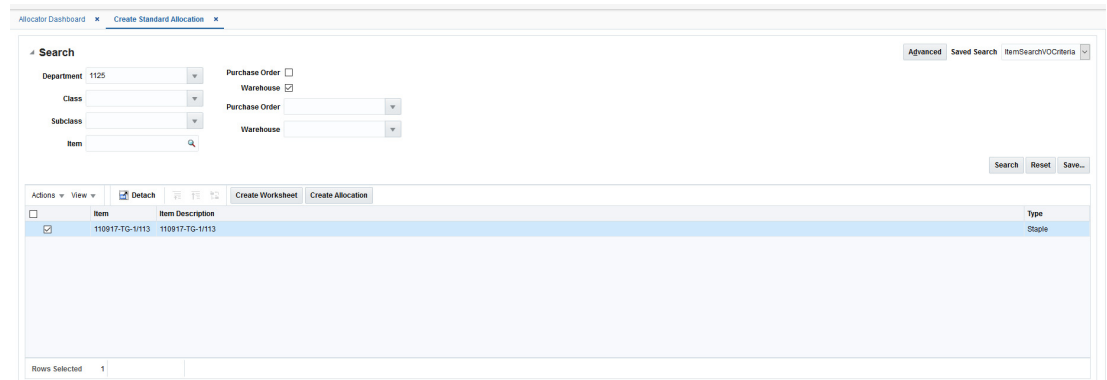 Allocator Dashboard × Create Standard Allocation ×
Search
Advanced Saved Search ItemSearchVOCriteria
Department 1125 Purchase Order
Warehouse
Class
Purchase Order
Subclass
Warehouse
Item
Search Reset Save...
Actions View Detach Create Worksheet Create Allocation
Item Item Description Type
110917-TG-1/113 110917-TG-1/113 Staple
Rows Selected 1